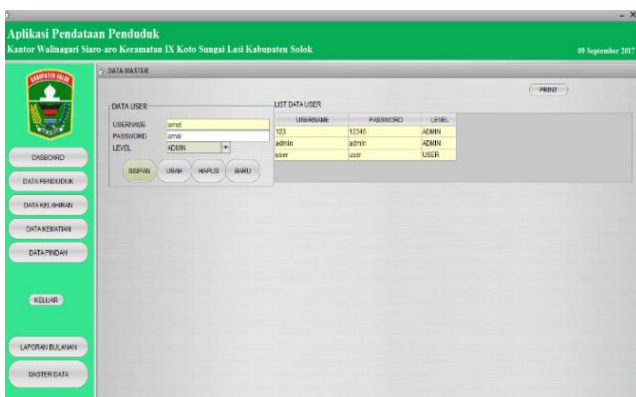 Aplikasi Pendataan Penduduk
Kantor Walinagari Siaro-aro Kecamatan IX Koto Sungai Lasi Kabupaten Solok
09 September 2017
KABUPATEN SOLOK
DATA MASTER
PRINT
DATA USER
USERNAME amel
PASSWORD amel
LEVEL ADMIN
SIMPAN UBAH HAPUS BARU
LIST DATA USER
USERNAME PASSWORD LEVEL
123 12345 ADMIN
admin admin ADMIN
user user USER
DASBOARD
DATA PENDUDUK
DATA KELAHIRAN
DATA KEMATIAN
DATA PINDAH
KELUAR
LAPORAN BULANAN
MASTER DATA